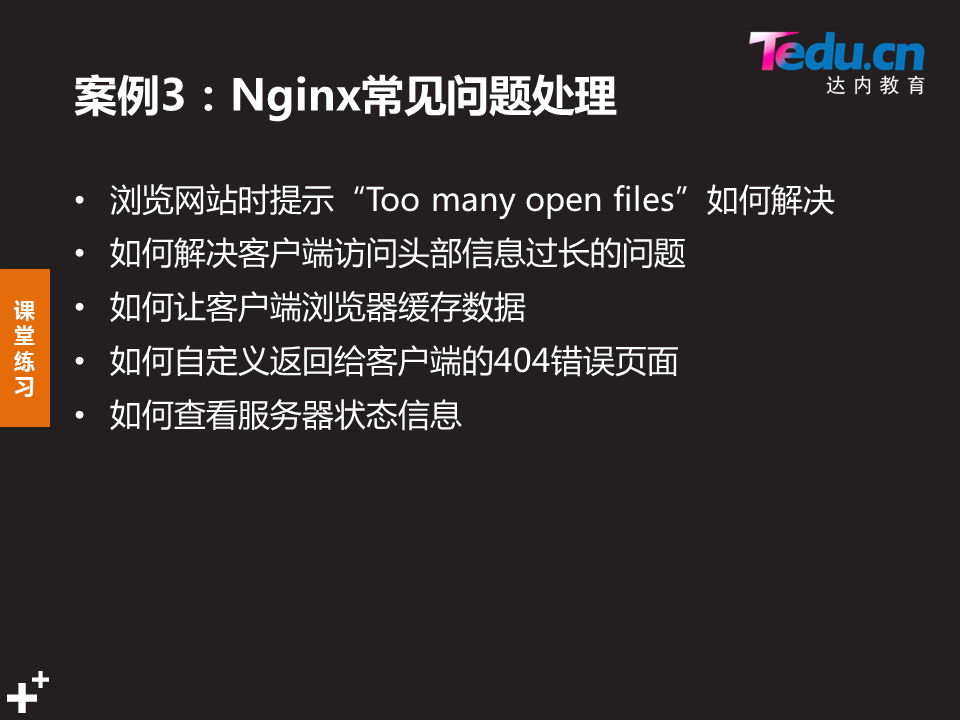 Tedu.cn
达内教育
案例3：Nginx常见问题处理
• 浏览网站时提示“Too many open files”如何解决
• 如何解决客户端访问头部信息过长的问题
• 如何让客户端浏览器缓存数据
• 如何自定义返回给客户端的404错误页面
• 如何查看服务器状态信息
课堂练习